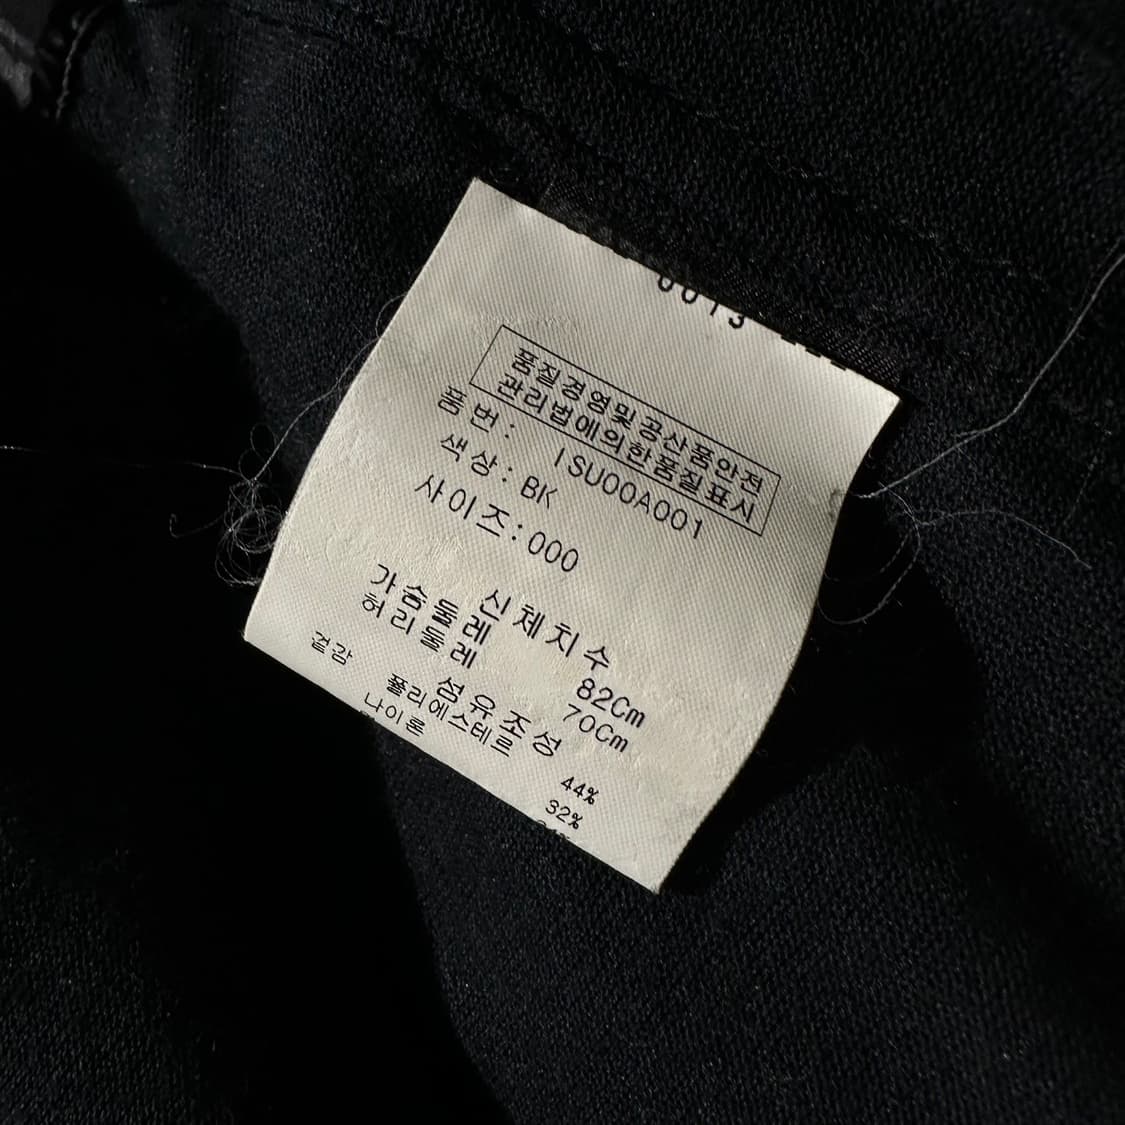 0013
품질경영및공산품안전
관리법에의한품질표시
품번: ISU00A001
색상: BK
사이즈:000
신체치수
가슴둘레 82Cm
허리둘레 70Cm
섬유조성
겉감 폴리에스테르 44%
나이론 32%